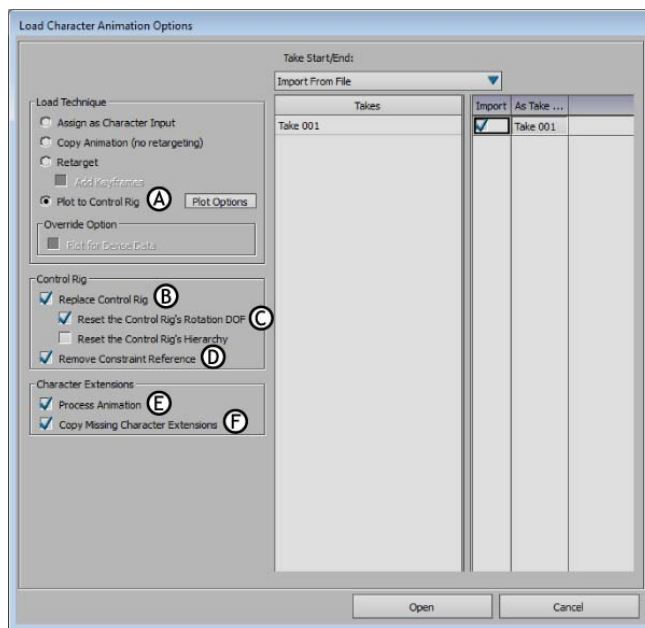 Load Character Animation Options
Take Start/End:
Import From File
Load Technique
Assign as Character Input
Copy Animation (no retargeting)
Retarget
Add Keyframes
Plot to Control Rig A Plot Options
Override Option
Plot for Dense Data
Control Rig
Replace Control Rig B
Reset the Control Rig's Rotation DOF C
Reset the Control Rig's Hierarchy
Remove Constraint Reference D
Character Extensions
Process Animation E
Copy Missing Character Extensions F
Takes Import As Take ...
Take 001 Take 001
Open Cancel